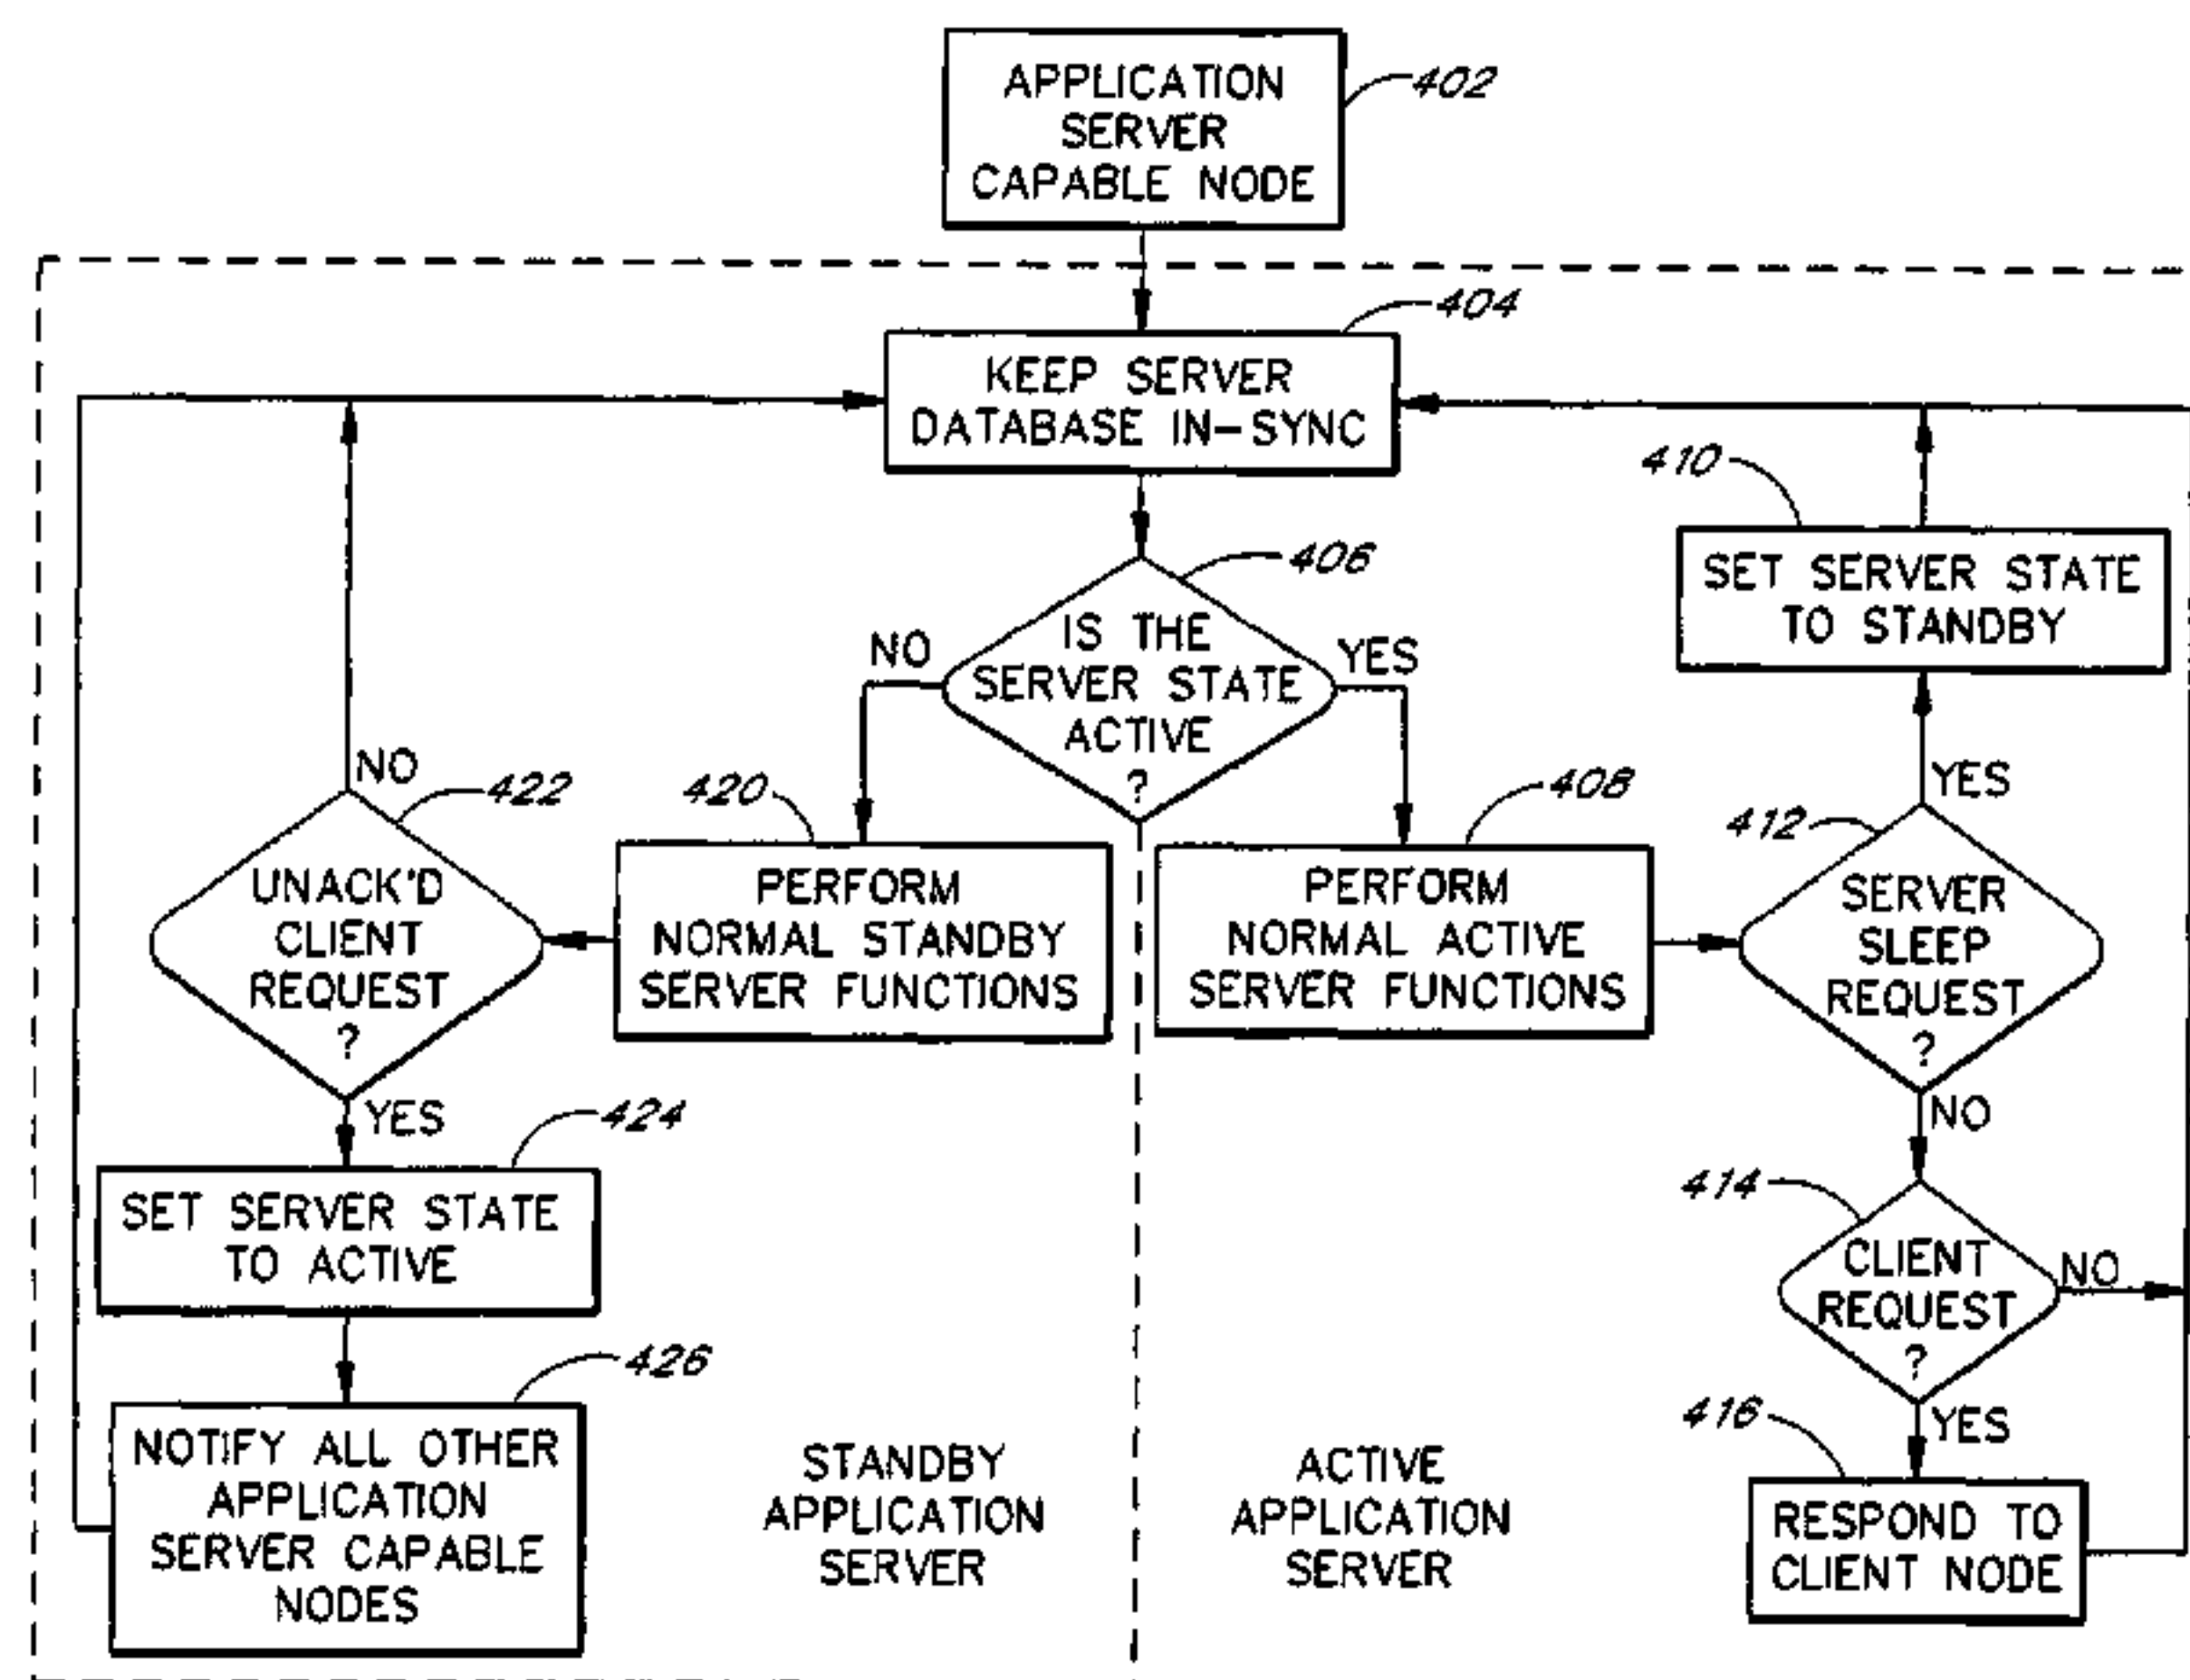 APPLICATION
SERVER
CAPABLE NODE
402
404
KEEP SERVER
DATABASE IN-SYNC
406
IS THE
SERVER STATE
ACTIVE
?
NO
YES
410
SET SERVER STATE
TO STANDBY
NO
422
UNACK'D
CLIENT
REQUEST
?
YES
420
PERFORM
NORMAL STANDBY
SERVER FUNCTIONS
408
PERFORM
NORMAL ACTIVE
SERVER FUNCTIONS
YES
412
SERVER
SLEEP
REQUEST
?
NO
424
SET SERVER STATE
TO ACTIVE
414
CLIENT
REQUEST
?
NO
YES
426
NOTIFY ALL OTHER
APPLICATION
SERVER CAPABLE
NODES
STANDBY
APPLICATION
SERVER
ACTIVE
APPLICATION
SERVER
416
RESPOND TO
CLIENT NODE